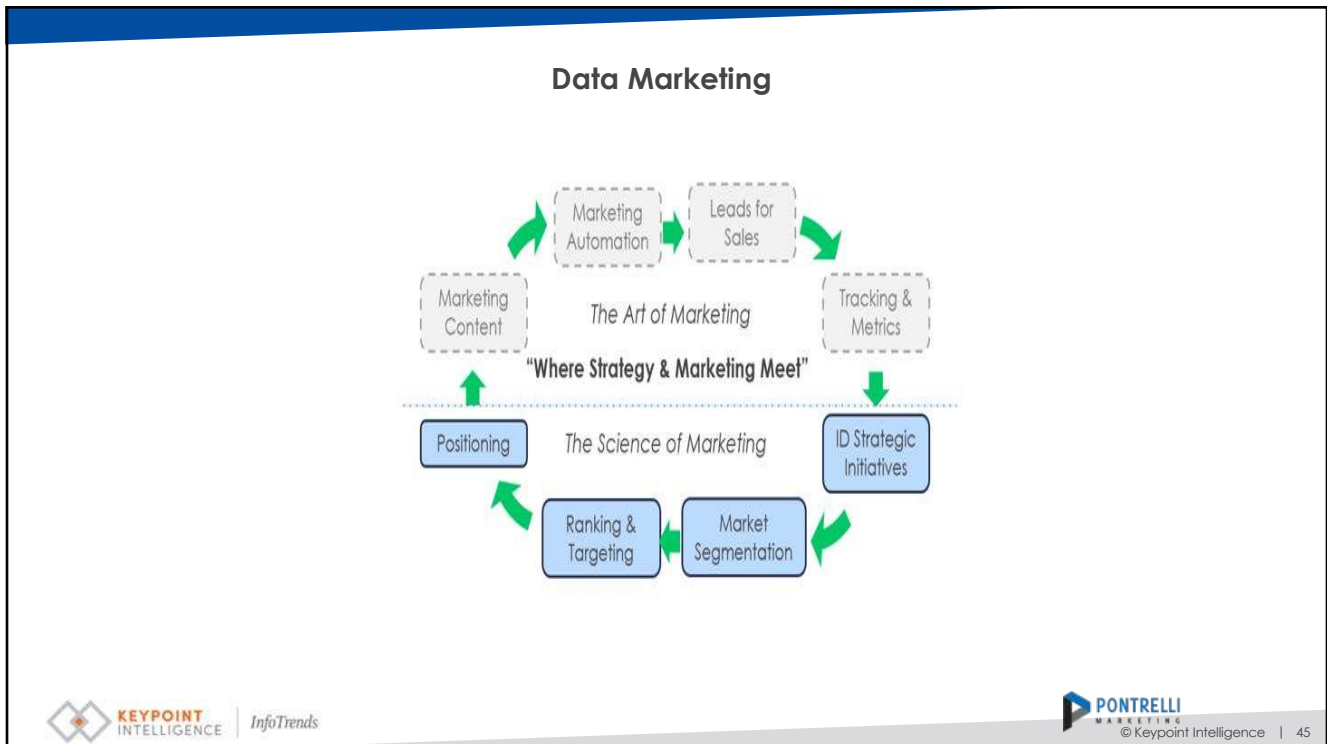 Data Marketing
Marketing
Automation
Leads for
Sales
Marketing
Content
The Art of Marketing
Tracking &
Metrics
“Where Strategy & Marketing Meet”
Positioning
The Science of Marketing
ID Strategic
Initiatives
Ranking &
Targeting
Market
Segmentation
KEYPOINT
INTELLIGENCE
InfoTrends
PONTRELLI
MARKETING
© Keypoint Intelligence | 45